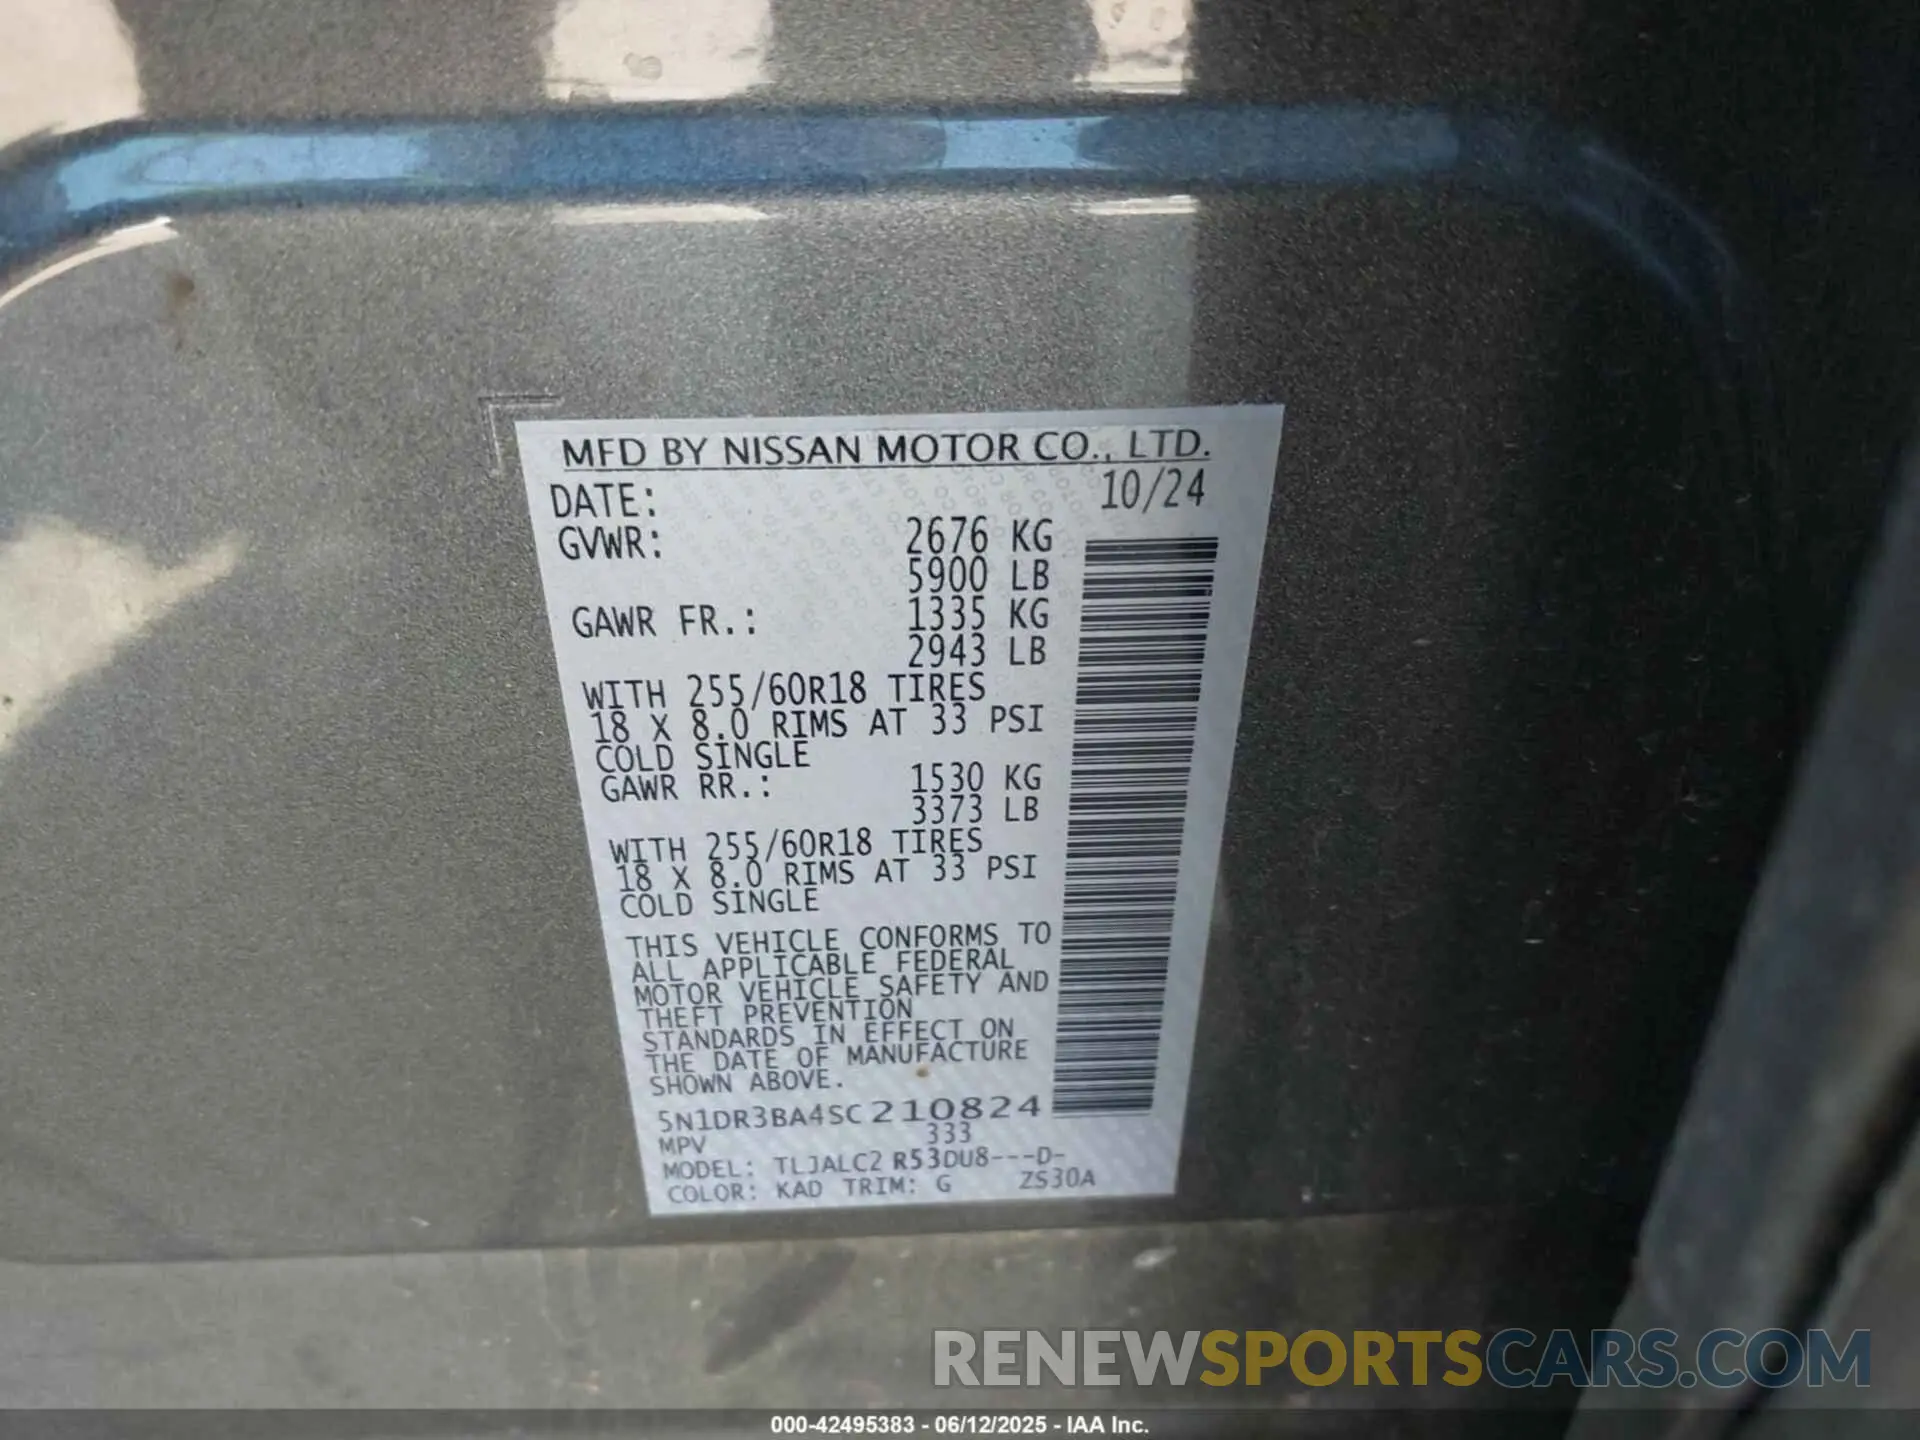 MFD BY NISSAN MOTOR CO., LTD.
DATE: 10/24
GVWR: 2676 KG
5900 LB
GAWR FR.: 1335 KG
2943 LB
WITH 255/60R18 TIRES
18 X 8.0 RIMS AT 33 PSI
COLD SINGLE
GAWR RR.: 1530 KG
3373 LB
WITH 255/60R18 TIRES
18 X 8.0 RIMS AT 33 PSI
COLD SINGLE
THIS VEHICLE CONFORMS TO
ALL APPLICABLE FEDERAL
MOTOR VEHICLE SAFETY AND
THEFT PREVENTION
STANDARDS IN EFFECT ON
THE DATE OF MANUFACTURE
SHOWN ABOVE.
5N1DR3BA4SC210824
MPV 333
MODEL: TLJALC2 R53DU8---D-
COLOR: KAD TRIM: G ZS30A
RENEWSPORTSCARS.COM
000-42495383 - 06/12/2025 - IAA Inc.